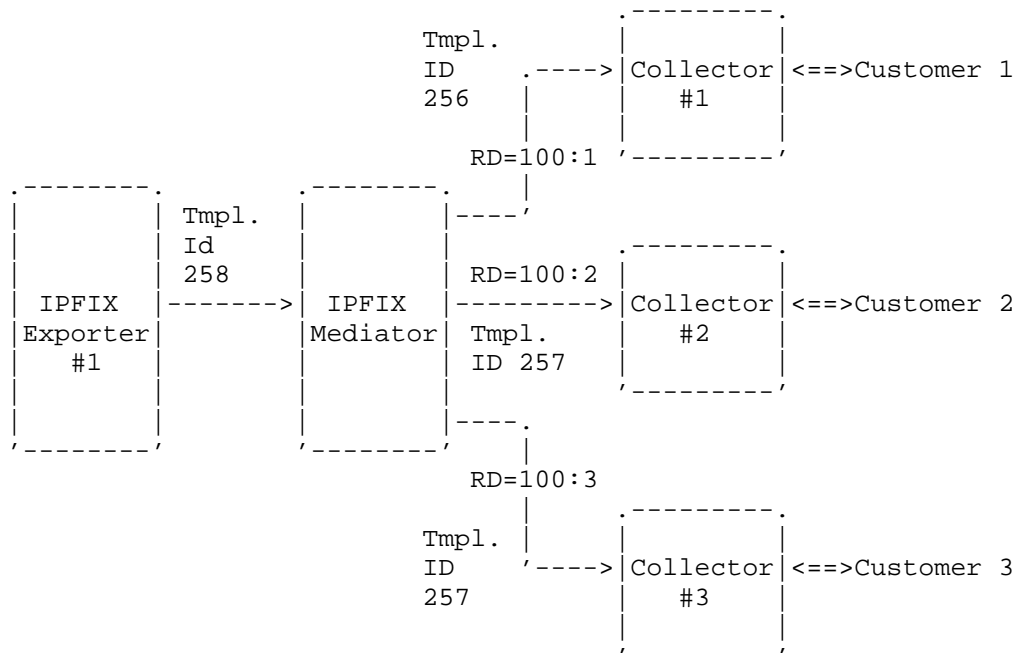 Tmpl.
ID .---->|Collector|<==>Customer 1
256 #1
RD=100:1
Tmpl.
Id
258 RD=100:2
IPFIX ------->| IPFIX --------->|Collector|<==>Customer 2
Exporter Mediator Tmpl. #2
#1 ID 257
RD=100:3
Tmpl.
ID '---->|Collector|<==>Customer 3
257 #3